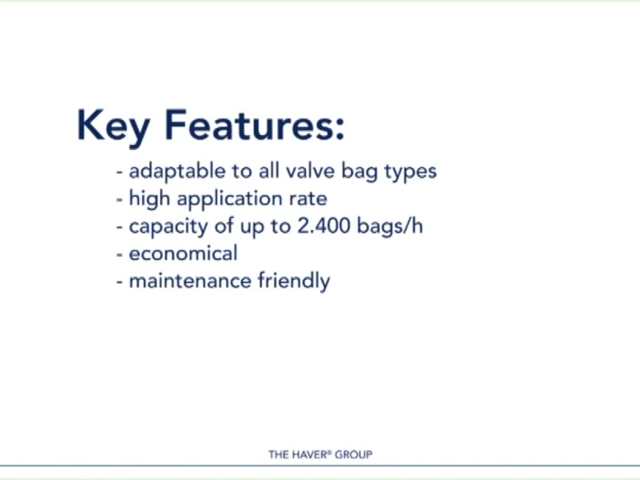 Key Features:
- adaptable to all valve bag types
- high application rate
- capacity of up to 2.400 bags/h
- economical
- maintenance friendly
THE HAVER® GROUP